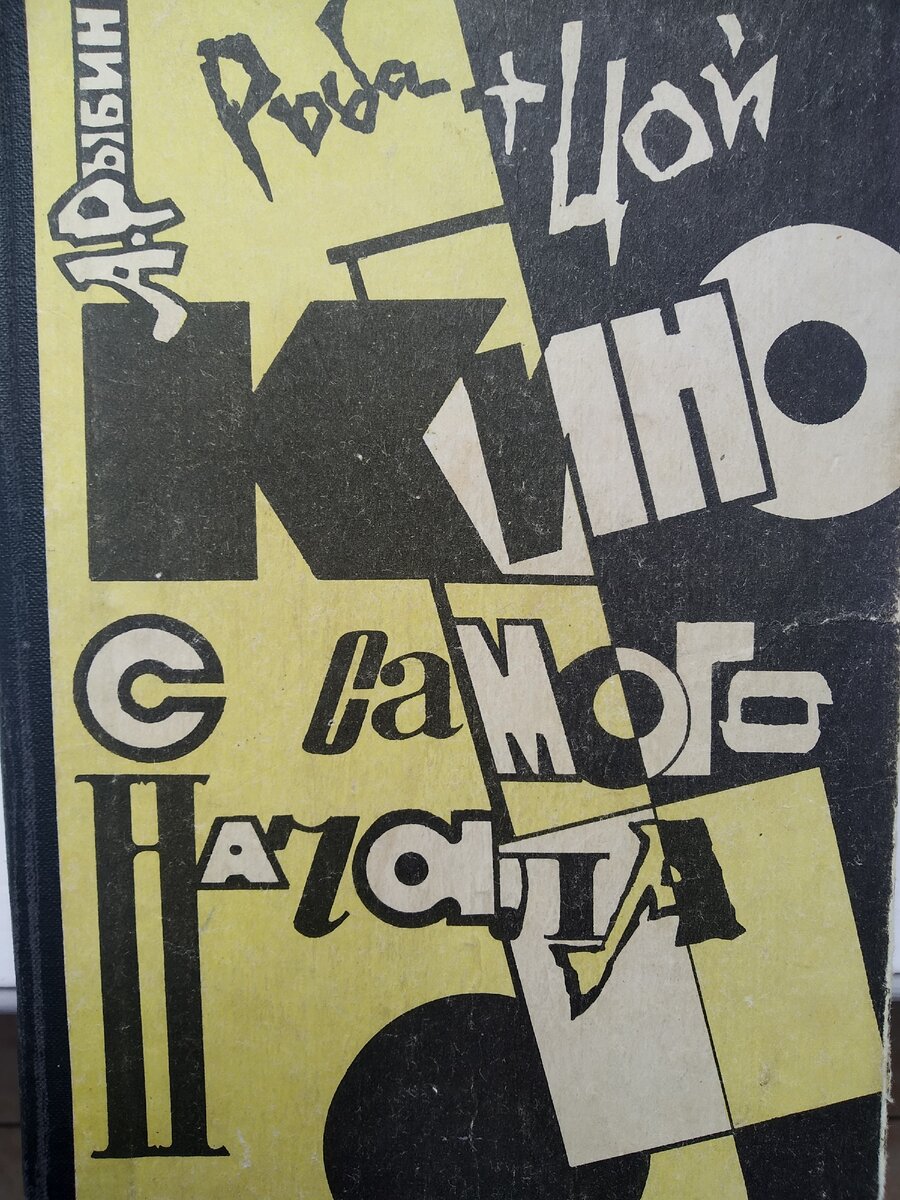 А. Рыбин
Рыба + Цой
КИНО
С Самого
Начала